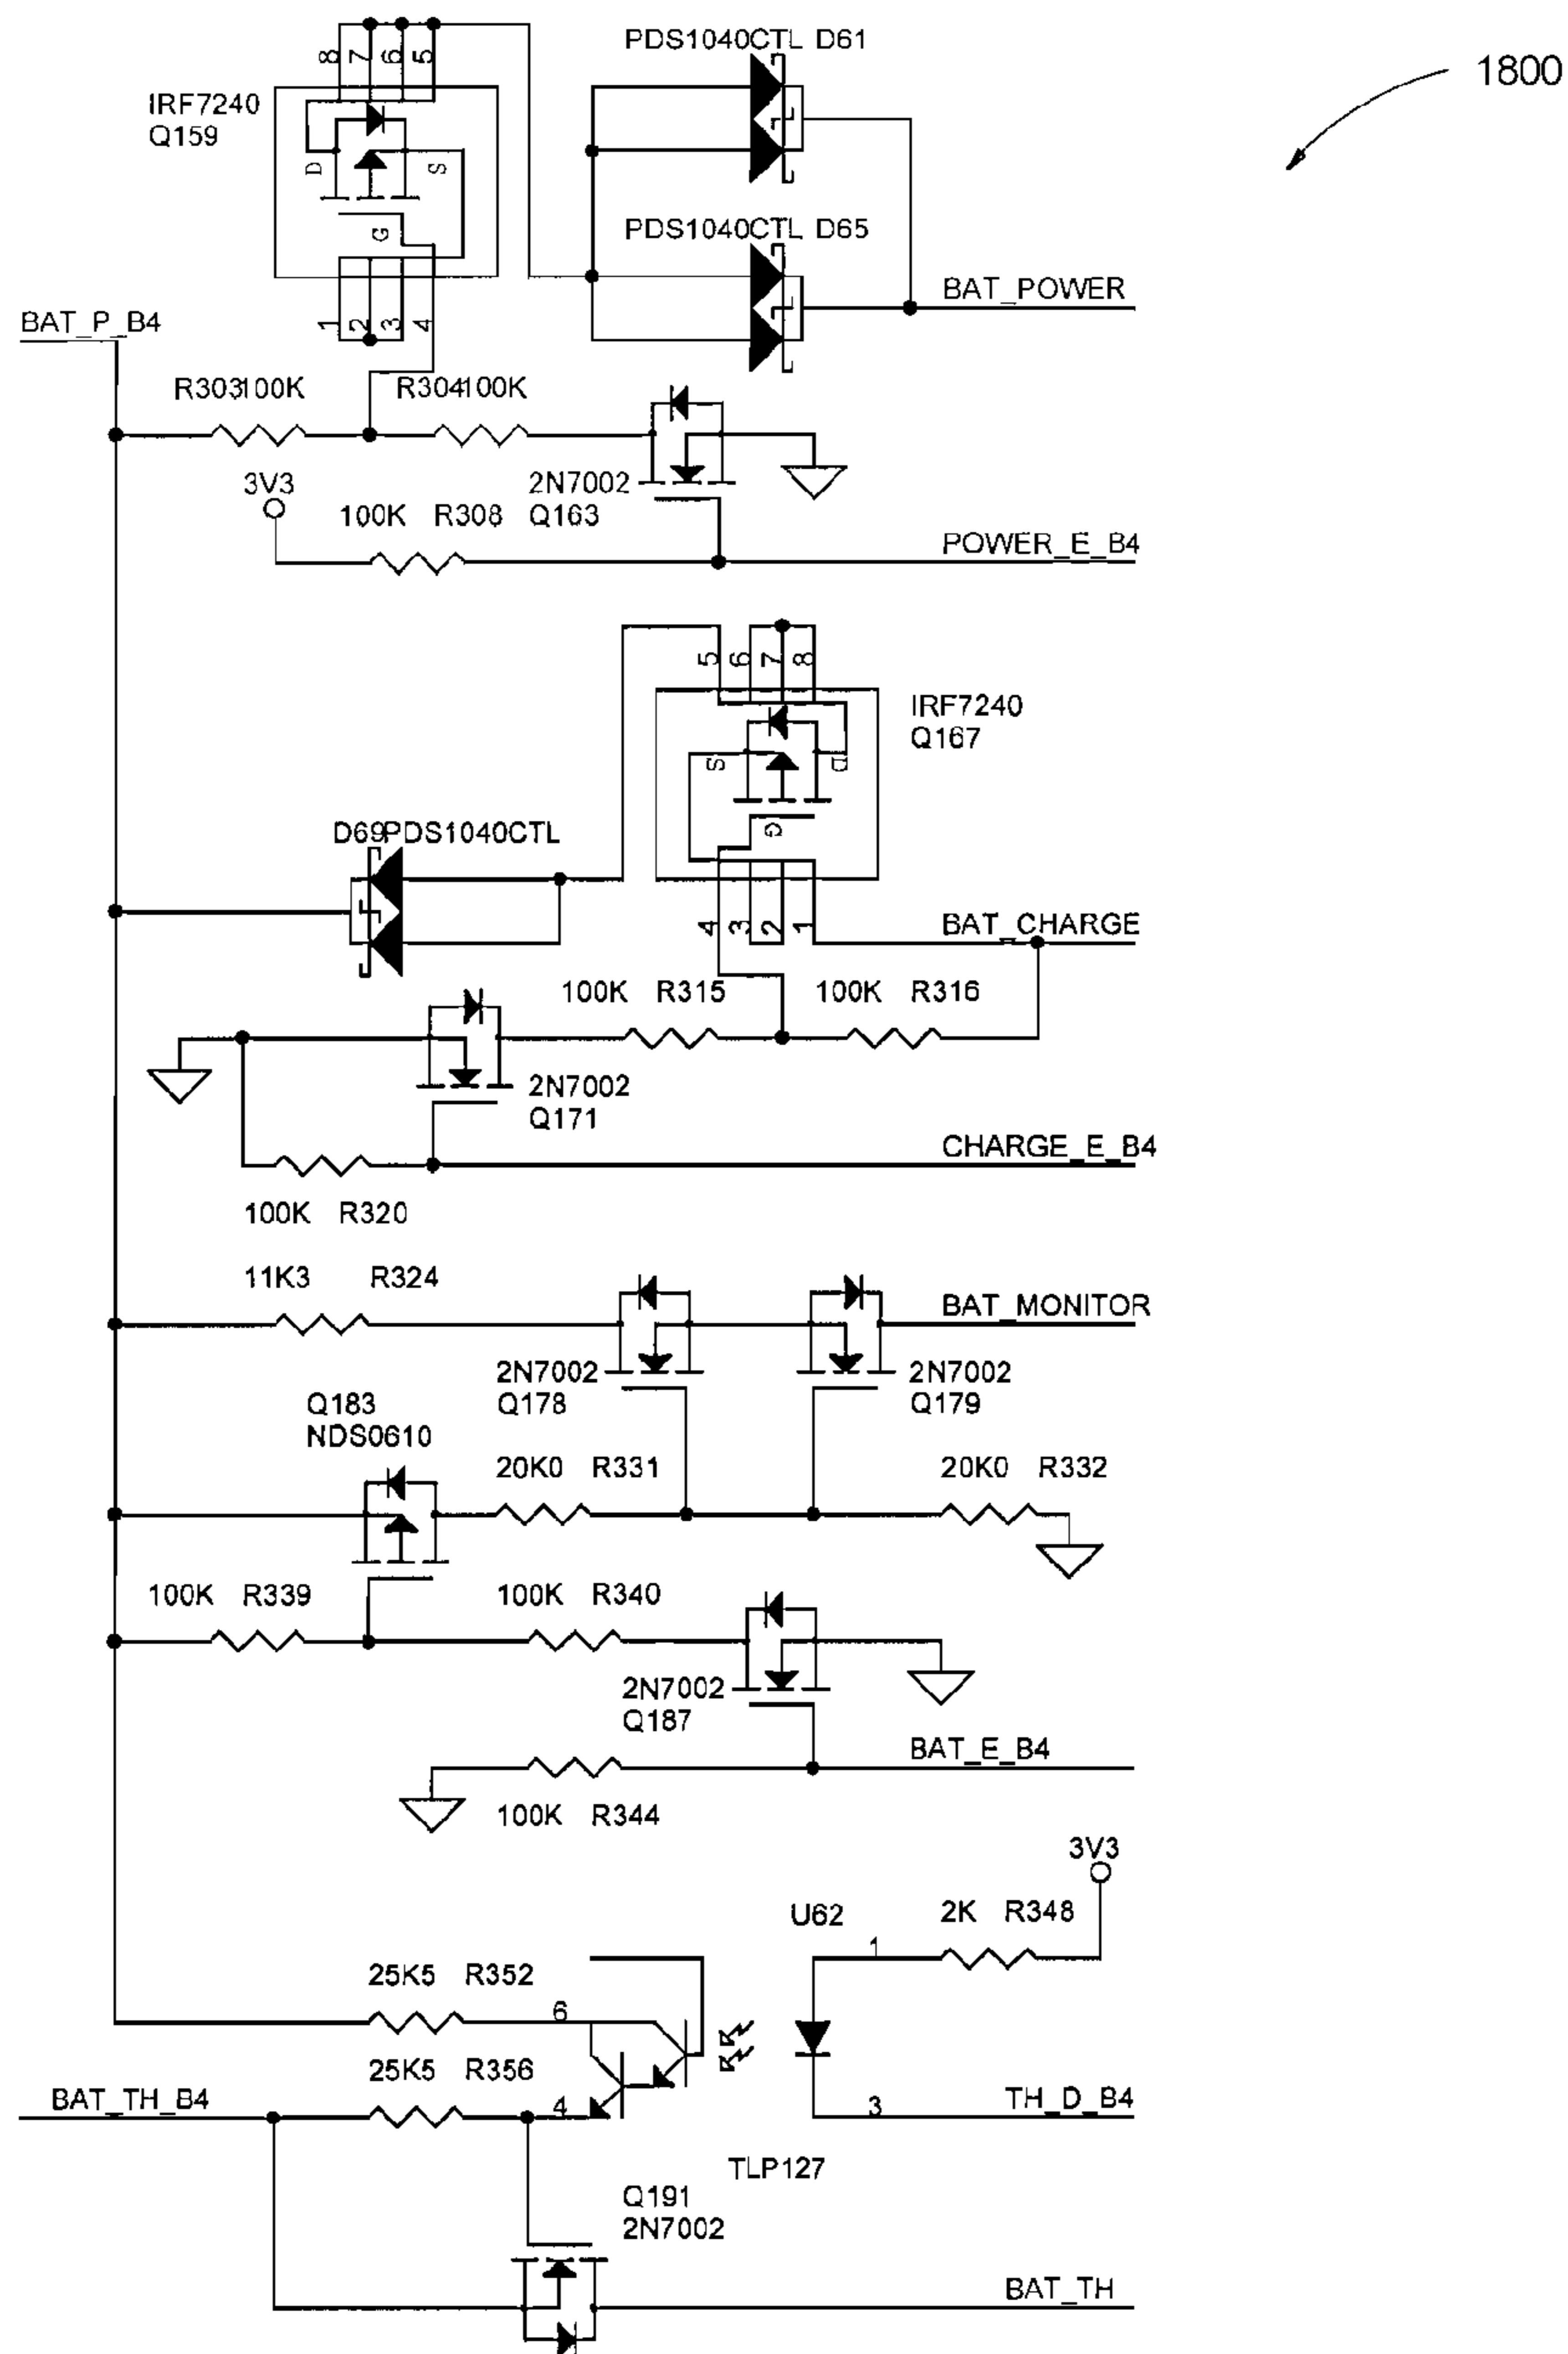 PDS1040CTL D61
1800
8 7 6 5
IRF7240
Q159
D
S
G
PDS1040CTL D65
BAT_POWER
1 2 3 4
BAT_P_B4
R303100K
R304100K
3V3
2N7002
Q163
100K R308
POWER_E_B4
5 6 7 8
IRF7240
Q167
S
D
G
D69PDS1040CTL
4 3 2 1
BAT_CHARGE
100K R315
100K R316
2N7002
Q171
CHARGE_E_B4
100K R320
11K3 R324
BAT_MONITOR
2N7002
Q178
2N7002
Q179
Q183
NDS0610
20K0 R331
20K0 R332
100K R339
100K R340
2N7002
Q187
BAT_E_B4
100K R344
3V3
U62
2K R348
1
25K5 R352
6
25K5 R356
BAT_TH_B4
4
3
TH_D_B4
TLP127
Q191
2N7002
BAT_TH